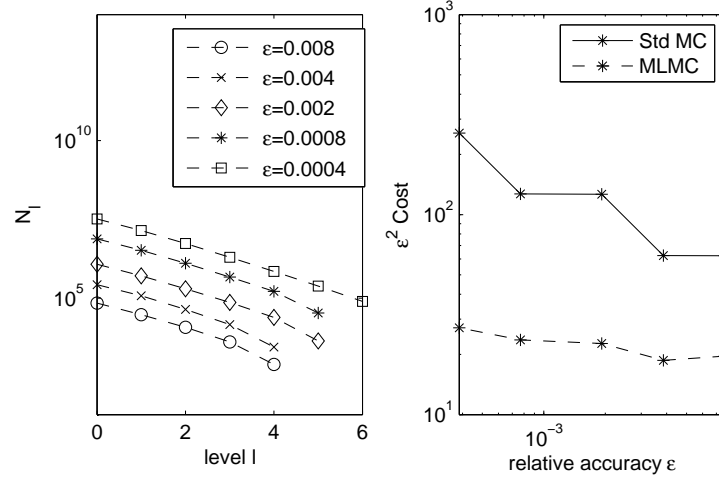 ε=0.008
ε=0.004
ε=0.002
ε=0.0008
ε=0.0004
10^10
10^5
N_l
0
2
4
6
level l
Std MC
MLMC
10^3
10^2
10^1
ε^2 Cost
10^-3
relative accuracy ε